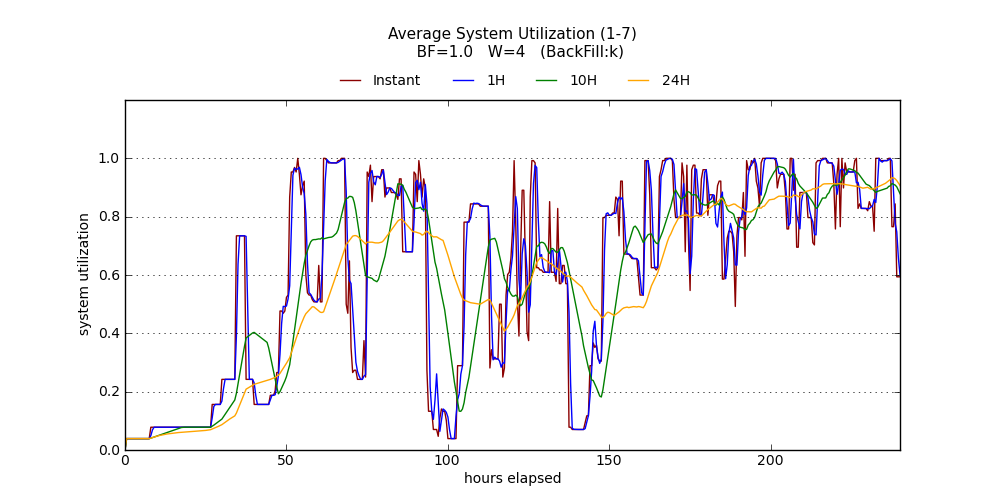 Average System Utilization (1-7)
BF=1.0 W=4 (BackFill:k)
Instant 1H 10H 24H
1.0
0.8
0.6
0.4
0.2
0.0
system utilization
0 50 100 150 200
hours elapsed